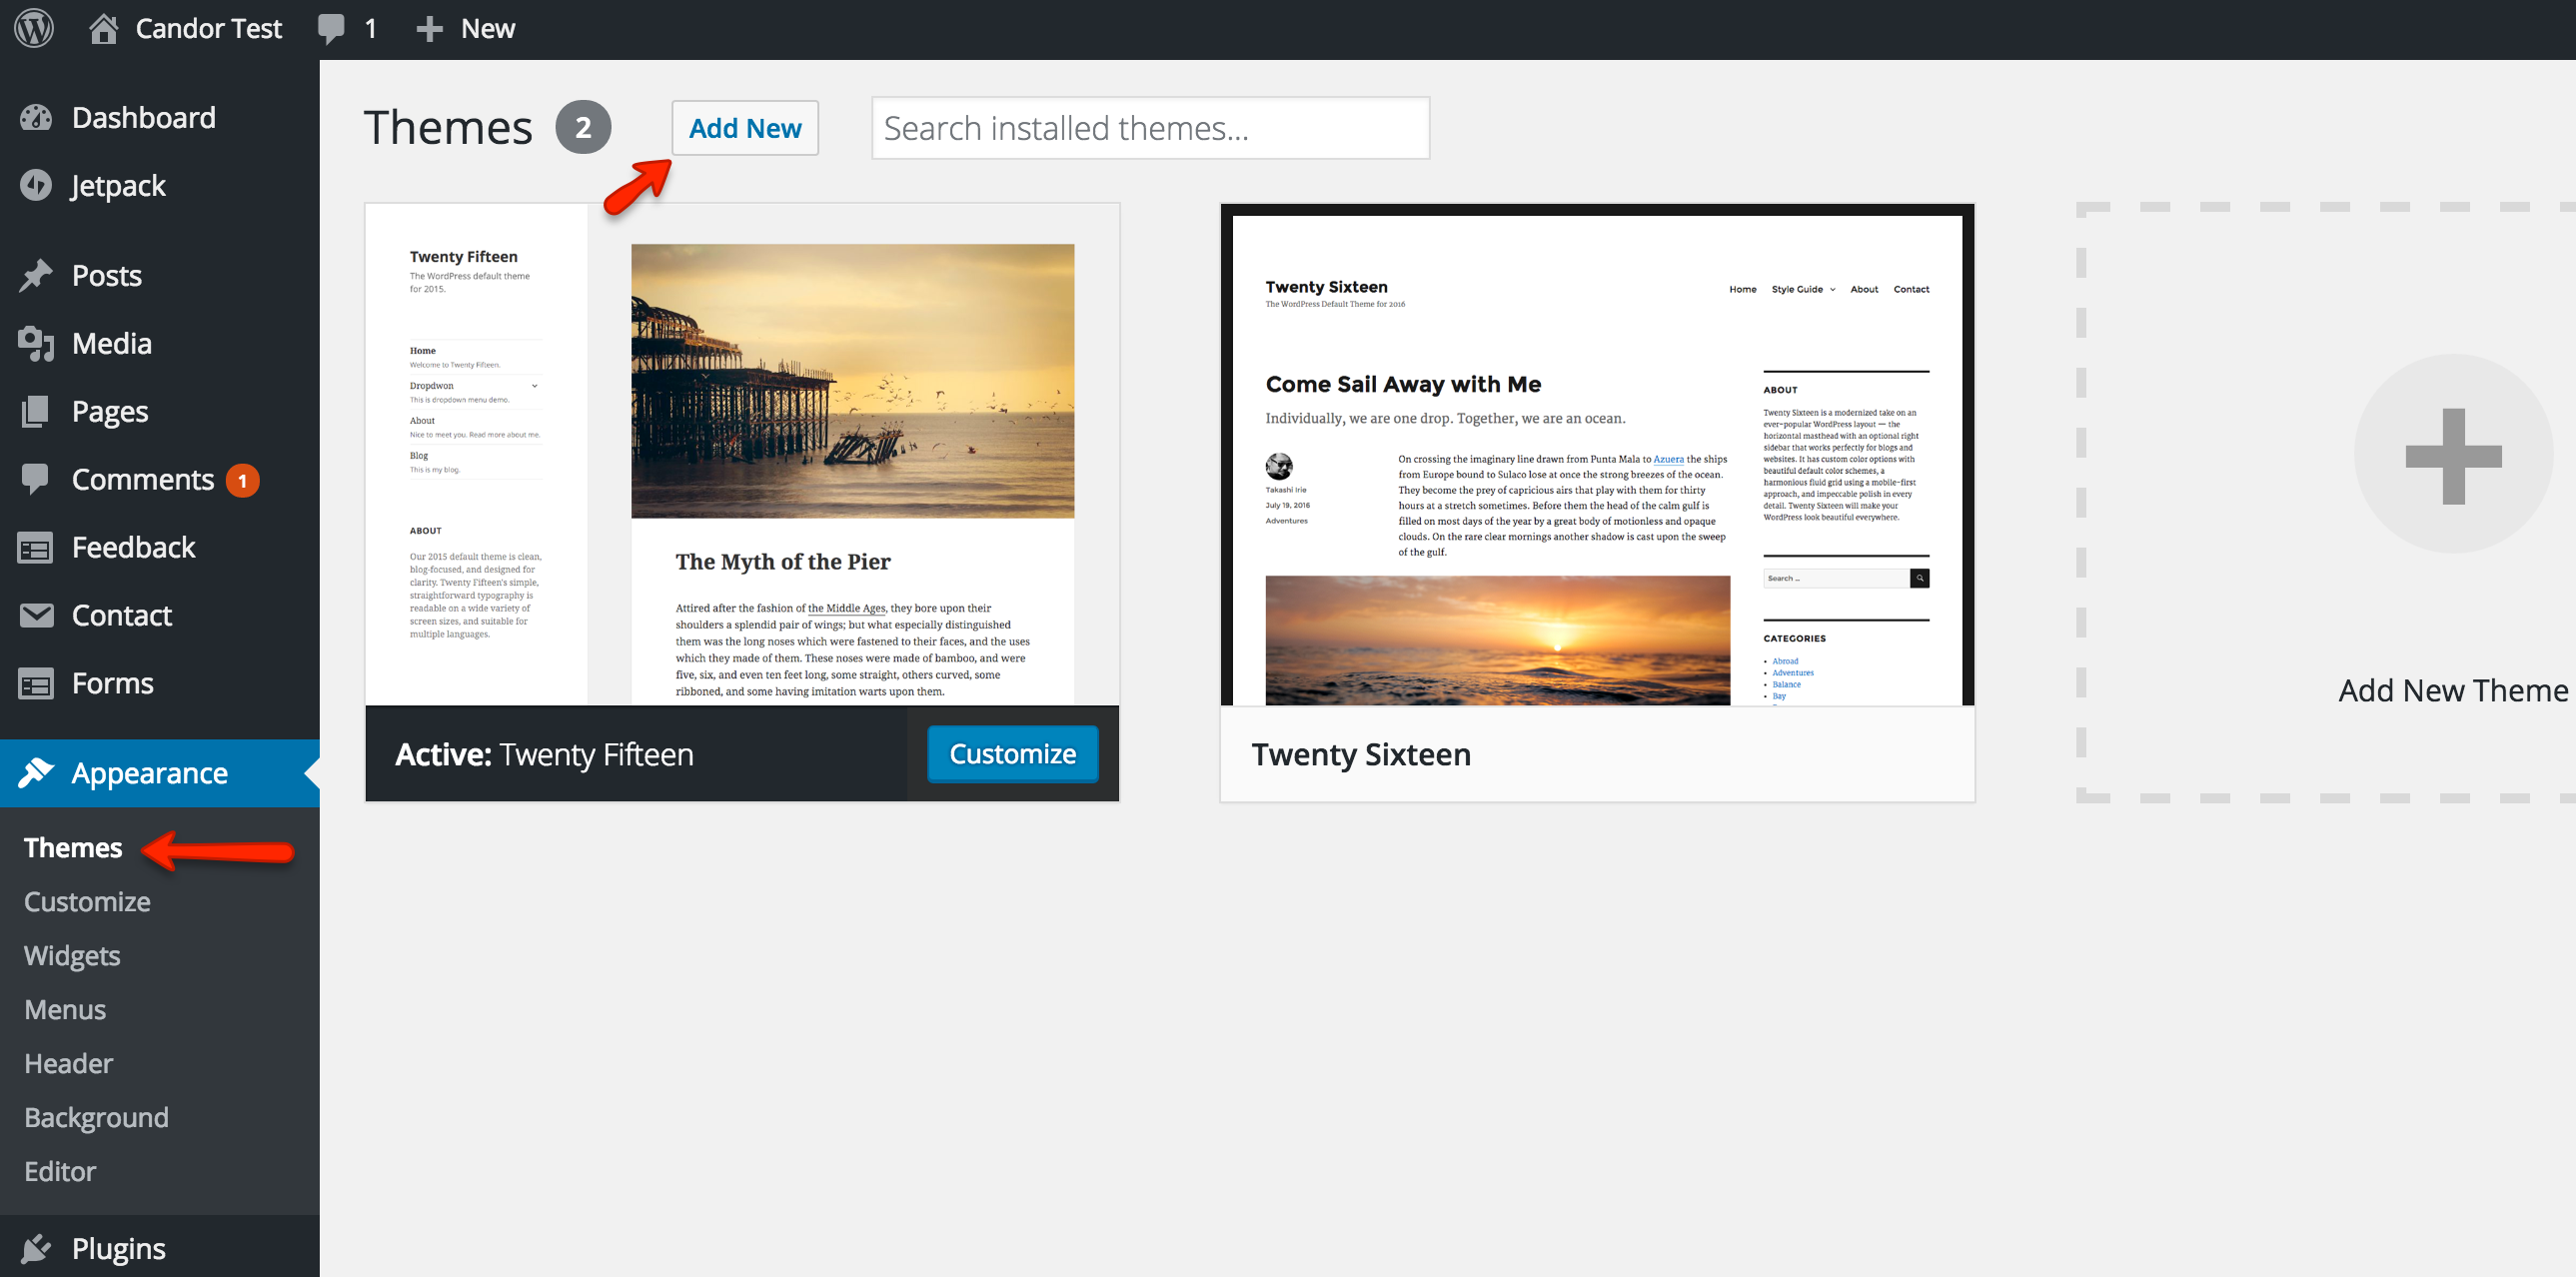 Candor Test 1 New
Dashboard
Jetpack
Posts
Media
Pages
Comments 1
Feedback
Contact
Forms
Appearance
Themes
Customize
Widgets
Menus
Header
Background
Editor
Plugins
Themes 2 Add New Search installed themes...
Twenty Fifteen
The WordPress default theme
for 2015.
Home
Welcome to Twenty Fifteen.
Dropdwon
This is dropdown menu demo.
About
Nice to meet you. Read more about me.
Blog
This is my blog.
ABOUT
Our 2015 default theme is clean,
blog-focused, and designed for
clarity. Twenty Fifteen's simple,
straightforward typography is
readable on a wide variety of
screen sizes, and suitable for
multiple languages.
The Myth of the Pier
Attired after the fashion of the Middle Ages, they bore upon their
shoulders a splendid pair of wings; but what especially distinguished
them was the long noses which were fastened to their faces, and the uses
which they made of them. These noses were made of bamboo, and were
five, six, and even ten feet long, some straight, others curved, some
ribboned, and some having imitation warts upon them.
Active: Twenty Fifteen Customize
Twenty Sixteen
The WordPress Default Theme for 2016
Home Style Guide About Contact
Come Sail Away with Me
Individually, we are one drop. Together, we are an ocean.
Takashi Irie
July 19, 2016
Adventures
On crossing the imaginary line drawn from Punta Mala to Azuera the ships
from Europe bound to Sulaco lose at once the strong breezes of the ocean.
They become the prey of capricious airs that play with them for thirty
hours at a stretch sometimes. Before them the head of the calm gulf is
filled on most days of the year by a great body of motionless and opaque
clouds. On the rare clear mornings another shadow is cast upon the sweep
of the gulf.
ABOUT
Twenty Sixteen is a modernized take on an
ever-popular WordPress layout — the
horizontal masthead with an optional right
sidebar that works perfectly for blogs and
websites. It has custom color options with
beautiful default color schemes, a
harmonious fluid grid using a mobile-first
approach, and impeccable polish in every
detail. Twenty Sixteen will make your
WordPress look beautiful everywhere.
Search ...
CATEGORIES
Abroad
Adventures
Balance
Bay
Twenty Sixteen
Add New Theme